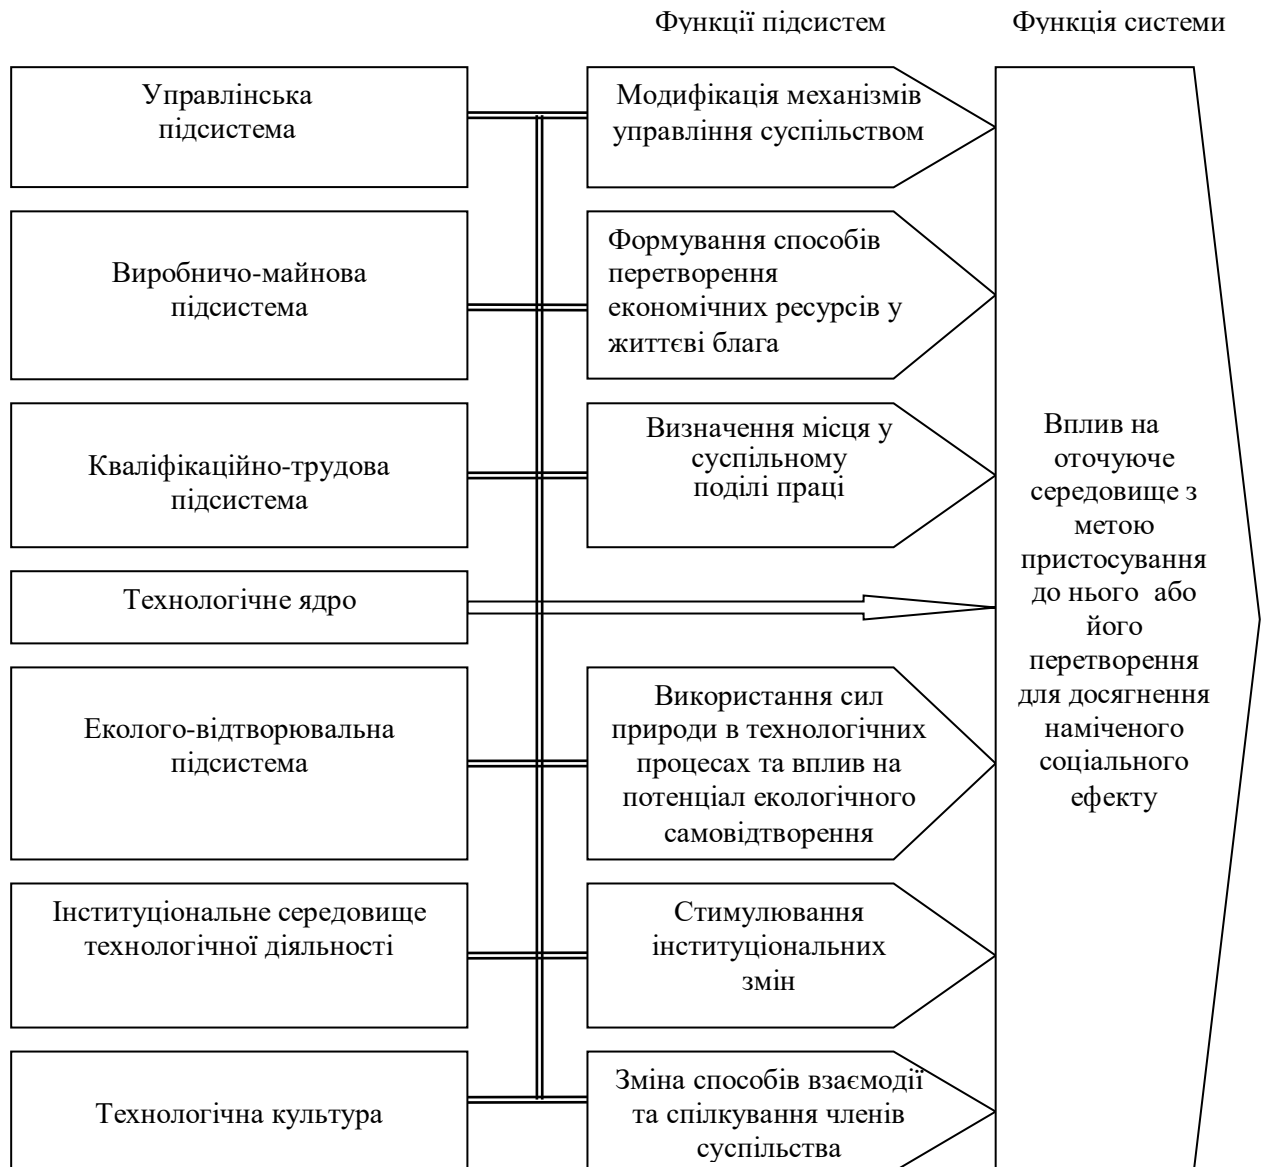 Функції підсистем
Функція системи
Управлінська
підсистема
Модифікація механізмів
управління суспільством
Виробничо-майнова
підсистема
Формування способів
перетворення
економічних ресурсів у
життєві блага
Кваліфікаційно-трудова
підсистема
Визначення місця у
суспільному
поділі праці
Технологічне ядро
Еколого-відтворювальна
підсистема
Використання сил
природи в технологічних
процесах та вплив на
потенціал екологічного
самовідтворення
Інституціональне середовище
технологічної діяльності
Стимулювання
інституціональних
змін
Технологічна культура
Зміна способів взаємодії
та спілкування членів
суспільства
Вплив на
оточуюче
середовище з
метою
пристосування
до нього або
його
перетворення
для досягнення
наміченого
соціального
ефекту